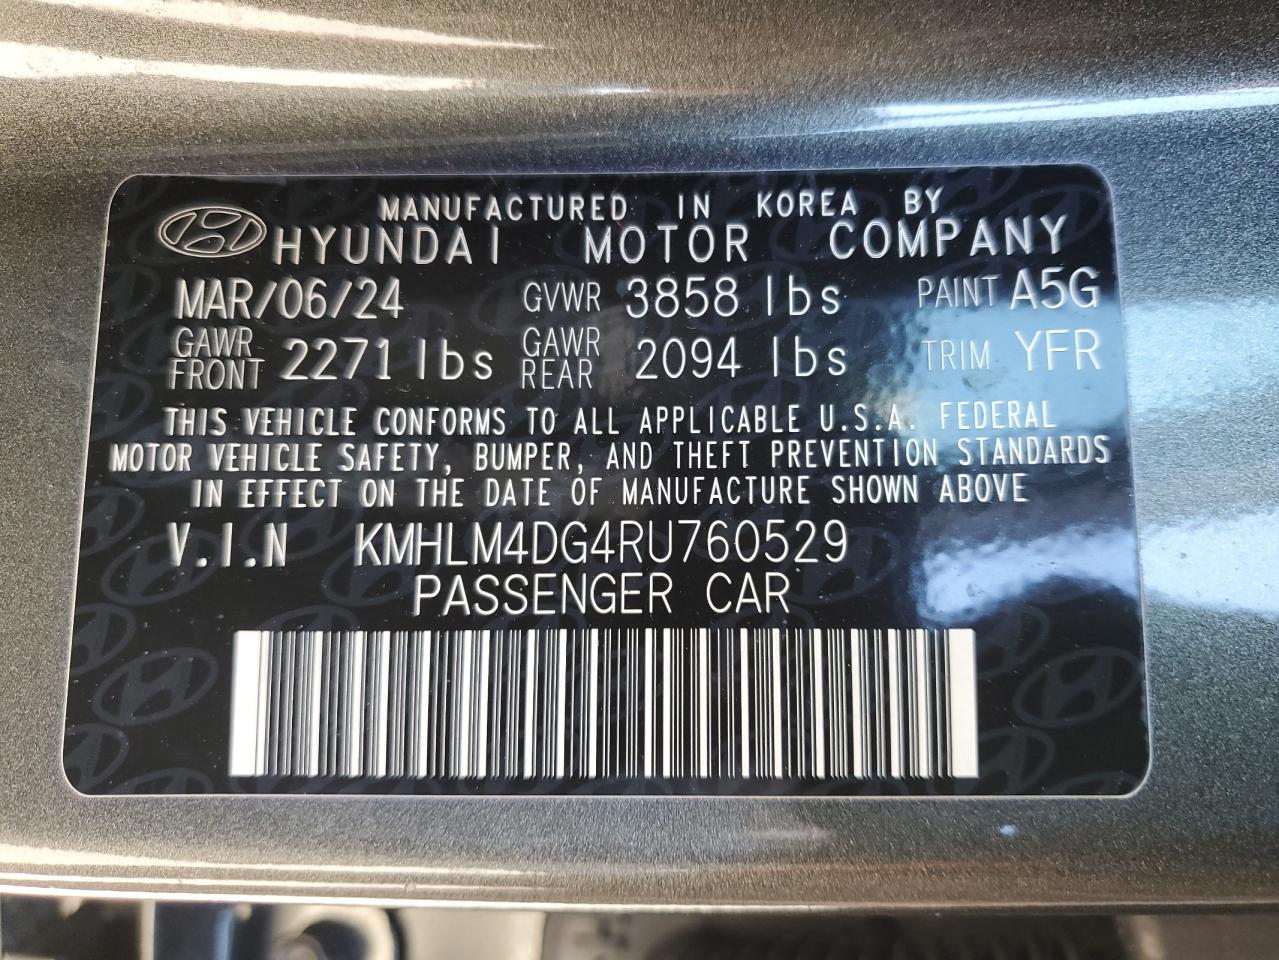 MANUFACTURED IN KOREA BY
HYUNDAI MOTOR COMPANY
MAR/06/24 GVWR 3858 lbs PAINT A5G
GAWR FRONT 2271 lbs GAWR REAR 2094 lbs TRIM YFR
THIS VEHICLE CONFORMS TO ALL APPLICABLE U.S.A. FEDERAL
MOTOR VEHICLE SAFETY, BUMPER, AND THEFT PREVENTION STANDARDS
IN EFFECT ON THE DATE OF MANUFACTURE SHOWN ABOVE
V.I.N KMHLM4DG4RU760529
PASSENGER CAR